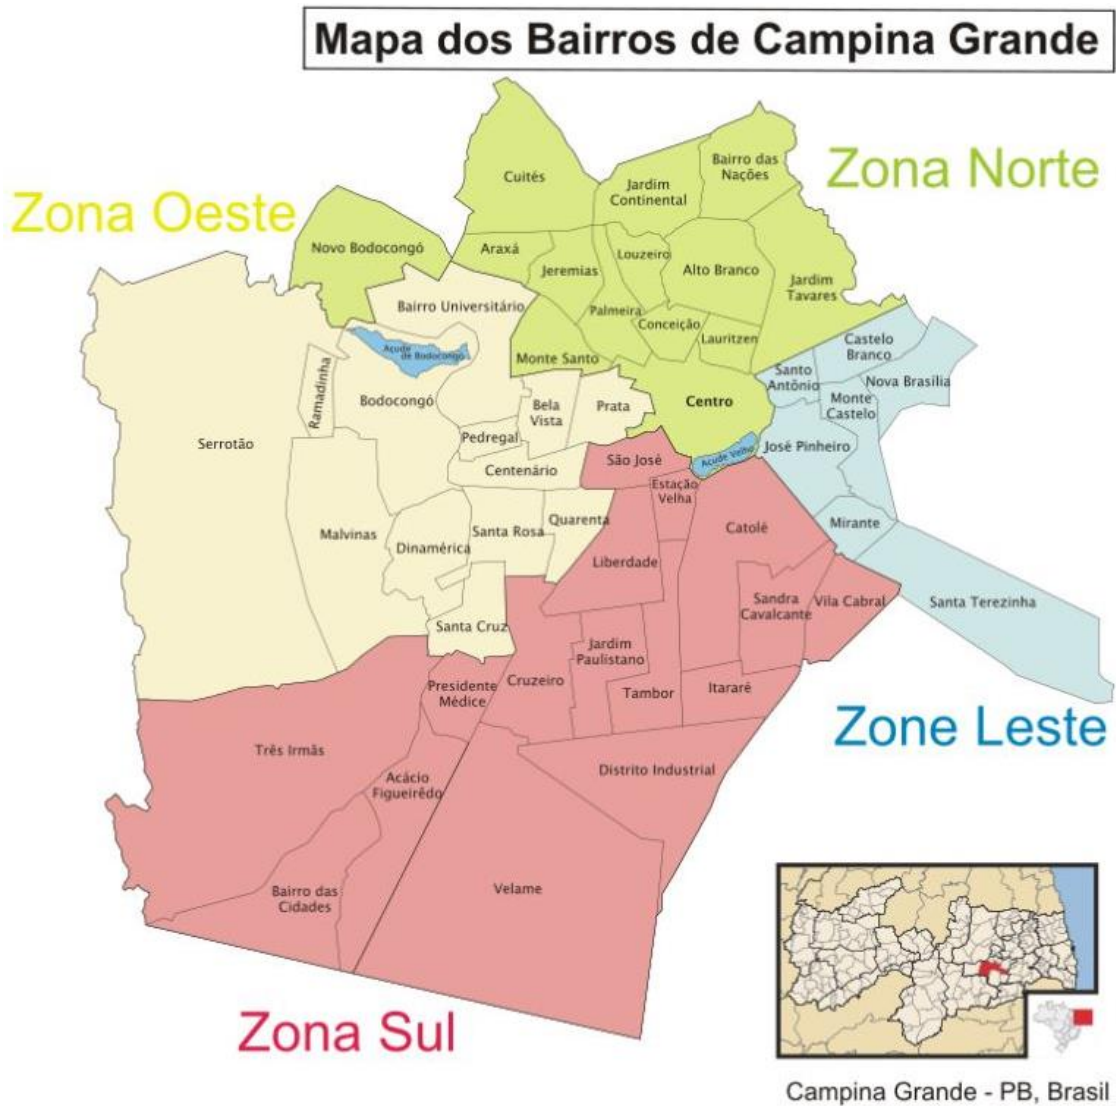 Mapa dos Bairros de Campina Grande
Zona Norte
Zona Oeste
Cuités
Bairro das
Nações
Jardim
Continental
Novo Bodocongó
Araxá
Jeremias
Louzeiro
Alto Branco
Jardim
Tavares
Bairro Universitário
Palmeira
Conceição
Lauritzen
Monte Santo
Centro
Açude
de Bodocongó
Ramadinha
Bodocongó
Serrotão
Bela
Vista
Prata
Pedregal
Centenário
Malvinas
Dinamérica
Santa Rosa
Quarenta
Santa Cruz
Castelo
Branco
Santo
Antônio
Nova Brasília
Monte
Castelo
José Pinheiro
Mirante
Santa Terezinha
Açude Velho
São José
Estação
Velha
Catolé
Liberdade
Sandra
Cavalcante
Vila Cabral
Jardim
Paulistano
Presidente
Médice
Cruzeiro
Tambor
Itararé
Zone Leste
Três Irmãs
Acácio
Figueirêdo
Distrito Industrial
Bairro das
Cidades
Velame
Zona Sul
Campina Grande - PB, Brasil